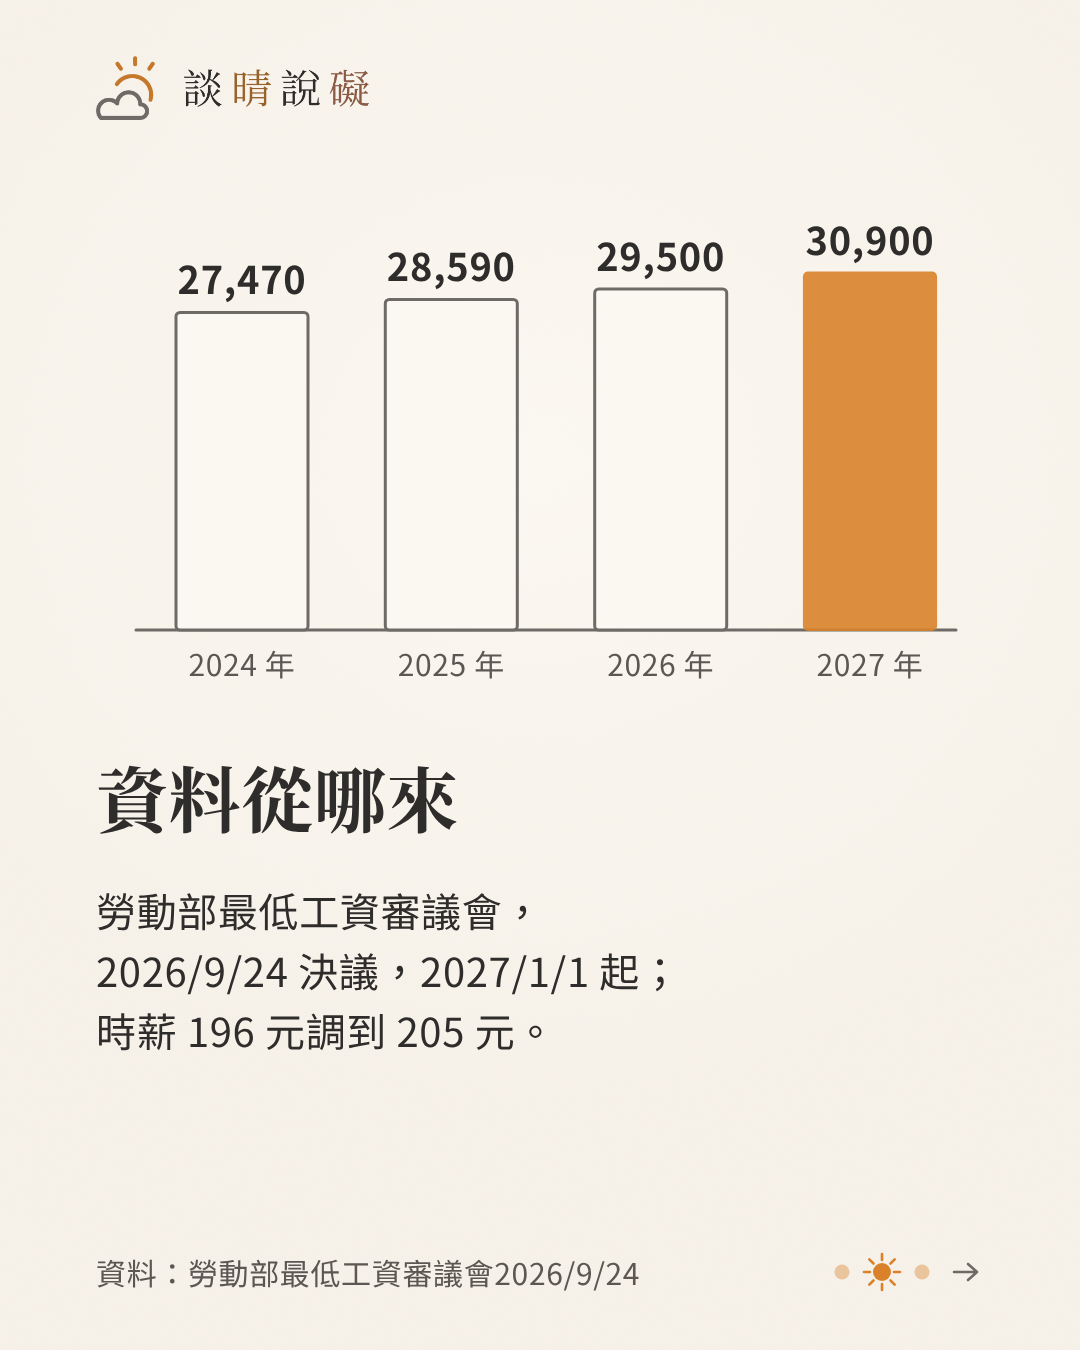 談晴說礙
27,470
28,590
29,500
30,900
2024 年
2025 年
2026 年
2027 年
資料從哪來
勞動部最低工資審議會，
2026/9/24 決議，2027/1/1 起；
時薪 196 元調到 205 元。
資料：勞動部最低工資審議會2026/9/24